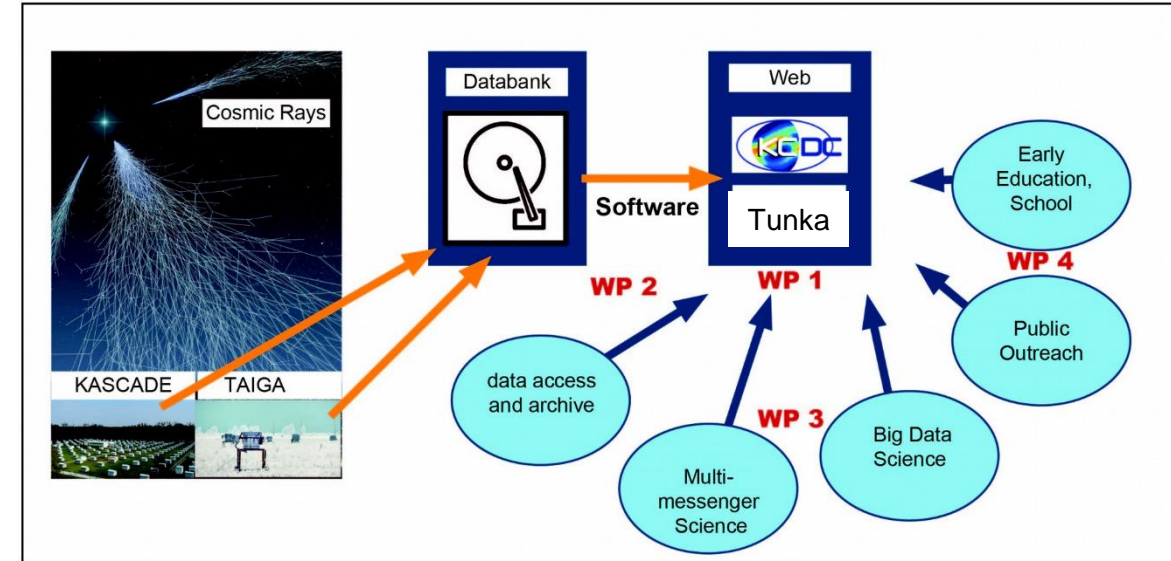 Cosmic Rays
KASCADE
TAIGA
Databank
Software
Web
KCDC
Tunka
WP 2
WP 1
WP 4
WP 3
data access
and archive
Multi-
messenger
Science
Big Data
Science
Public
Outreach
Early
Education,
School